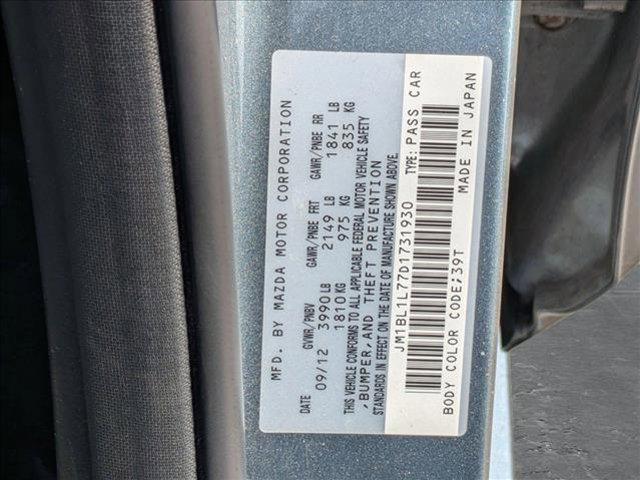 MFD. BY MAZDA MOTOR CORPORATION
DATE GVWR/PNBV GAWR/PNBE FRT GAWR/PNBE RR
09/12 3990 LB 2149 LB 1841 LB
1810 KG 975 KG 835 KG
THIS VEHICLE CONFORMS TO ALL APPLICABLE FEDERAL MOTOR VEHICLE SAFETY
,BUMPER,AND THEFT PREVENTION
STANDARDS IN EFFECT ON THE DATE OF MANUFACTURE SHOWN ABOVE
JM1BL1L77D1731930 TYPE: PASS CAR
BODY COLOR CODE;39T MADE IN JAPAN